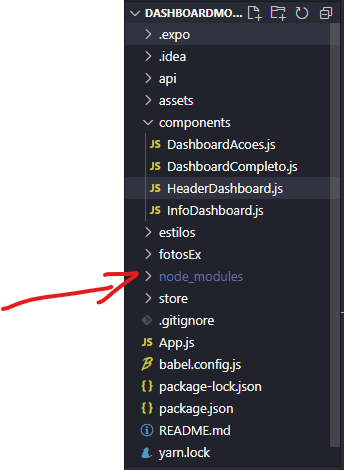 DASHBOARDMO...
.expo
.idea
api
assets
components
JS DashboardAcoes.js
JS DashboardCompleto.js
JS HeaderDashboard.js
JS InfoDashboard.js
estilos
fotosEx
node_modules
store
.gitignore
JS App.js
babel.config.js
package-lock.json
package.json
README.md
yarn.lock